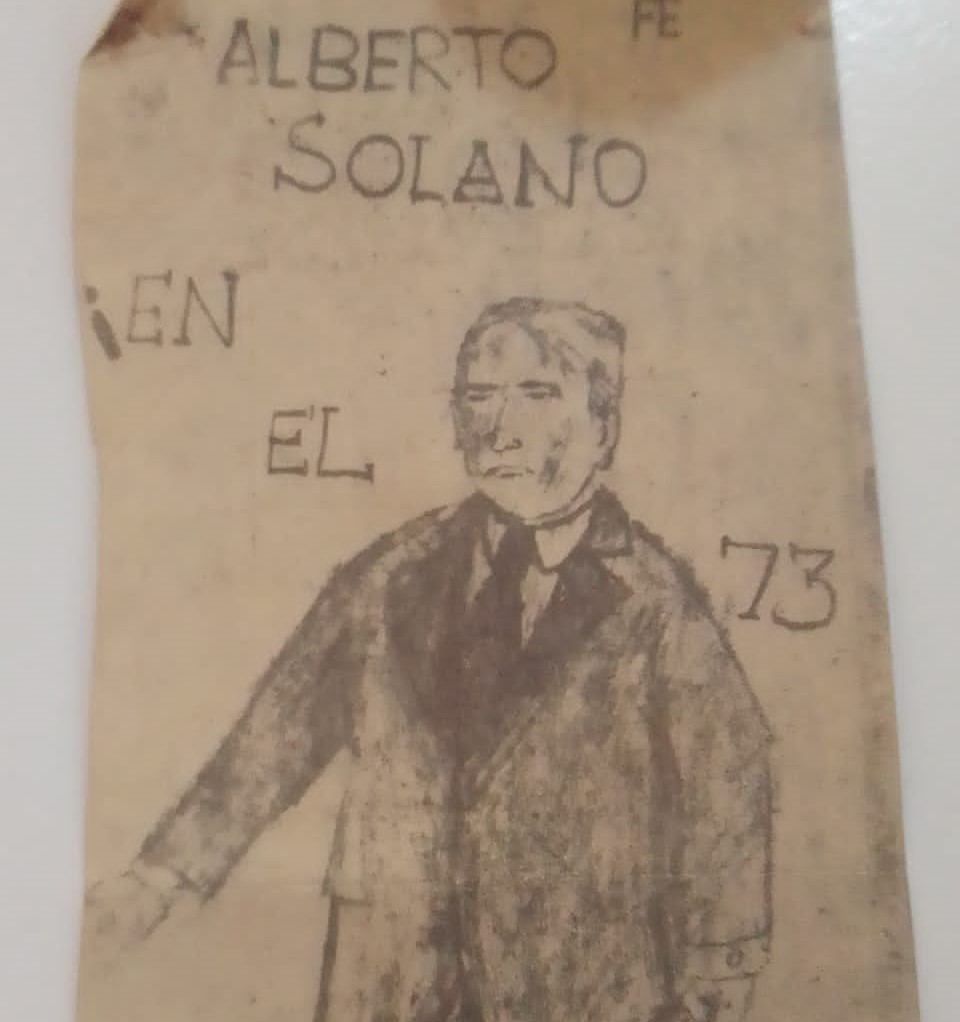 FE
ALBERTO
SOLANO
¡EN
EL
73